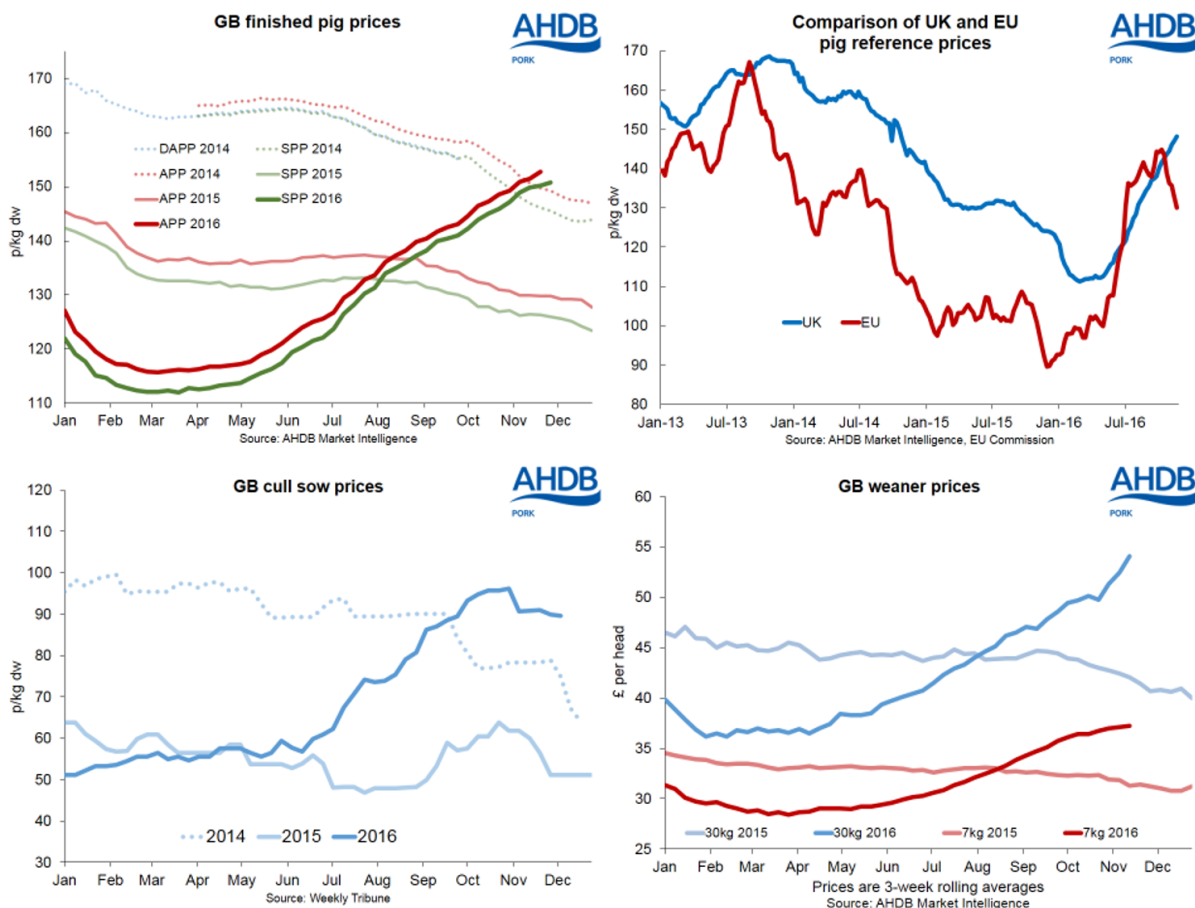 GB finished pig prices
AHDB
PORK
p/kg dw
170
160
150
140
130
120
110
DAPP 2014
SPP 2014
APP 2014
SPP 2015
APP 2015
SPP 2016
APP 2016
Jan Feb Mar Apr May Jun Jul Aug Sep Oct Nov Dec
Source: AHDB Market Intelligence
Comparison of UK and EU
pig reference prices
AHDB
PORK
p/kg dw
170
160
150
140
130
120
110
100
90
80
UK EU
Jan-13 Jul-13 Jan-14 Jul-14 Jan-15 Jul-15 Jan-16 Jul-16
Source: AHDB Market Intelligence, EU Commission
GB cull sow prices
AHDB
PORK
p/kg dw
120
110
100
90
80
70
60
50
40
30
2014 2015 2016
Jan Feb Mar Apr May Jun Jul Aug Sep Oct Nov Dec
Source: Weekly Tribune
GB weaner prices
AHDB
PORK
£ per head
60
55
50
45
40
35
30
25
30kg 2015 30kg 2016 7kg 2015 7kg 2016
Jan Feb Mar Apr May Jun Jul Aug Sep Oct Nov Dec
Prices are 3-week rolling averages
Source: AHDB Market Intelligence